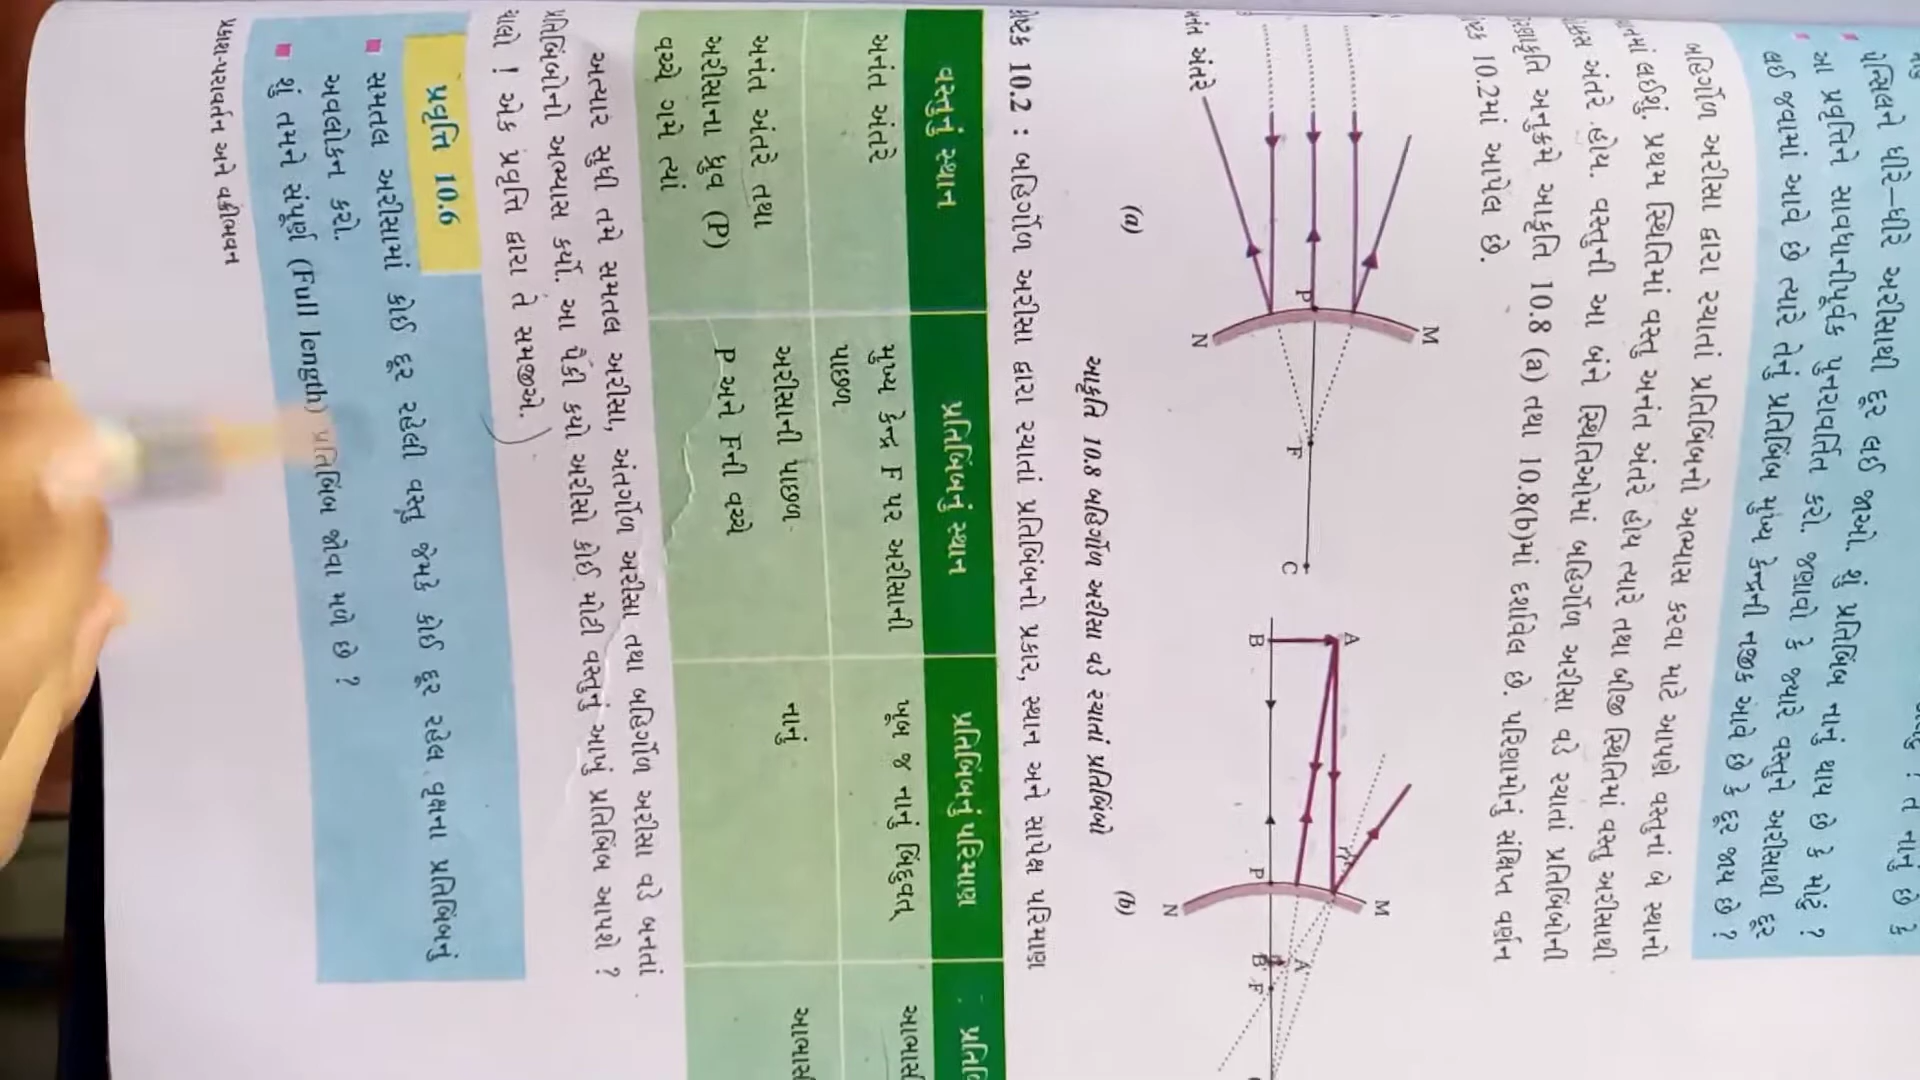 પેન્સિલને ધીરે-ધીરે અરીસાથી દૂર લઈ જાઓ. શું પ્રતિબિંબ નાનું થાય છે કે મોટું ?
આ પ્રવૃત્તિને સાવધાનીપૂર્વક પુનરાવર્તિત કરો. જણાવો કે જ્યારે વસ્તુને અરીસાથી દૂર
લઈ જવામાં આવે છે ત્યારે તેનું પ્રતિબિંબ મુખ્ય કેન્દ્રની નજીક આવે છે કે દૂર જાય છે ?
બહિર્ગોળ અરીસા દ્વારા રચાતાં પ્રતિબિંબનો અભ્યાસ કરવા માટે આપણે વસ્તુનાં બે સ્થાનો
લઈશું. પ્રથમ સ્થિતિમાં વસ્તુ અનંત અંતરે હોય ત્યારે તથા બીજી સ્થિતિમાં વસ્તુ અરીસાથી
અંતરે હોય. વસ્તુની આ બંને સ્થિતિઓમાં બહિર્ગોળ અરીસા વડે રચાતાં પ્રતિબિંબોની
અનુક્રમે આકૃતિ 10.8 (a) તથા 10.8(b)માં દર્શાવેલ છે. પરિણામોનું સંક્ષિપ્ત વર્ણન
10.2માં આપેલ છે.
M
P
F
C
N
અંતરે
(a)
A
B
M
P
A'
B'
F
N
(b)
આકૃતિ 10.8 બહિર્ગોળ અરીસા વડે રચાતાં પ્રતિબિંબો
10.2 : બહિર્ગોળ અરીસા દ્વારા રચાતાં પ્રતિબિંબનો પ્રકાર, સ્થાન અને સાપેક્ષ પરિમાણ
વસ્તુનું સ્થાન પ્રતિબિંબનું સ્થાન પ્રતિબિંબનું પરિમાણ
અનંત અંતરે મુખ્ય કેન્દ્ર F પર અરીસાની ખૂબ જ નાનું બિંદુવત્
પાછળ
અનંત અંતરે તથા અરીસાની પાછળ નાનું
અરીસાના ધ્રુવ (P) P અને Fની વચ્ચે
વચ્ચે ગમે ત્યાં
અત્યાર સુધી તમે સમતલ અરીસા, અંતર્ગોળ અરીસા તથા બહિર્ગોળ અરીસા વડે બનતાં
પ્રતિબિંબોનો અભ્યાસ કર્યો. આ પૈકી કયો અરીસો કોઈ મોટી વસ્તુનું આખું પ્રતિબિંબ આપશે ?
ચાલો ! એક પ્રવૃત્તિ દ્વારા તે સમજીએ.
પ્રવૃત્તિ 10.6
સમતલ અરીસામાં કોઈ દૂર રહેલી વસ્તુ જેમકે કોઈ દૂર રહેલ વૃક્ષના પ્રતિબિંબનું
અવલોકન કરો.
શું તમને સંપૂર્ણ (Full length) પ્રતિબિંબ જોવા મળે છે ?
પ્રકાશ-પરાવર્તન અને વક્રીભવન